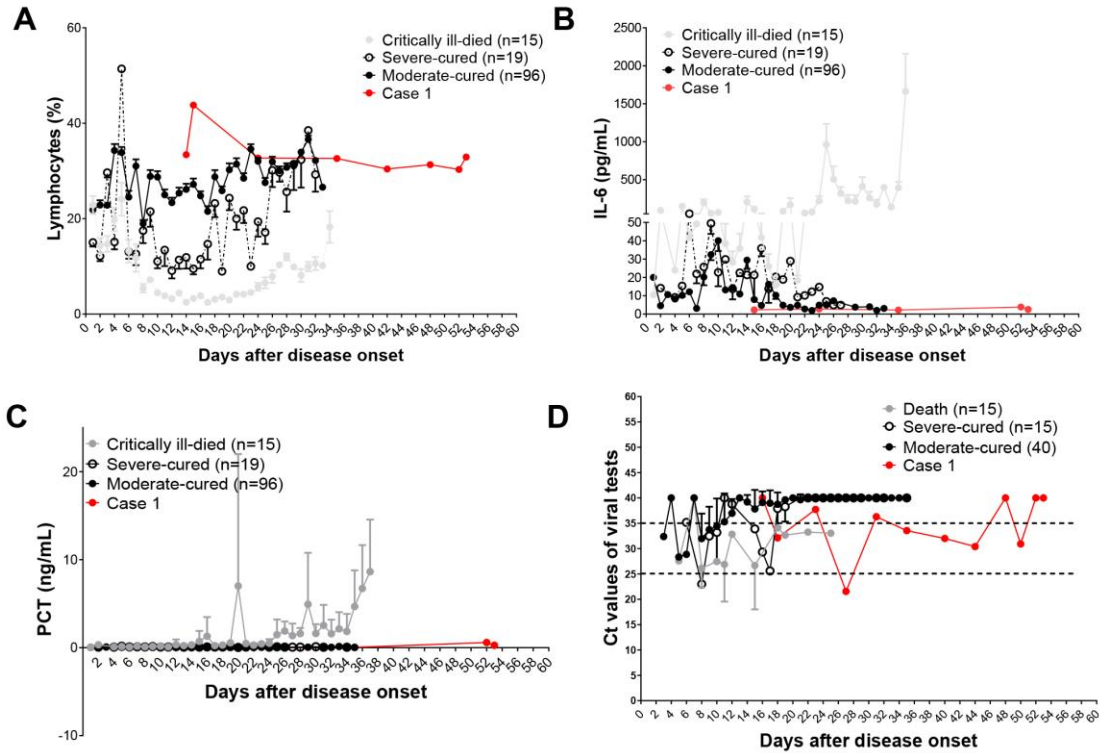 A
60
40
20
0
Lymphocytes (%)
Critically ill-died (n=15)
Severe-cured (n=19)
Moderate-cured (n=96)
Case 1
0 2 4 6 8 10 12 14 16 18 20 22 24 26 28 30 32 34 36 38 40 42 44 46 48 50 52 54 56 58 60
Days after disease onset
B
2500
2000
1500
1000
500
50
40
30
20
10
0
IL-6 (pg/mL)
Critically ill-died (n=15)
Severe-cured (n=19)
Moderate-cured (n=96)
Case 1
0 2 4 6 8 10 12 14 16 18 20 22 24 26 28 30 32 34 36 38 40 42 44 46 48 50 52 54 56 58 60
Days after disease onset
C
20
10
0
-10
PCT (ng/mL)
Critically ill-died (n=15)
Severe-cured (n=19)
Moderate-cured (n=96)
Case 1
2 4 6 8 10 12 14 16 18 20 22 24 26 28 30 32 34 36 38 40 42 44 46 48 50 52 54 56 58 60
Days after disease onset
D
60
55
50
45
40
35
30
25
20
15
10
5
0
Ct values of viral tests
Death (n=15)
Severe-cured (n=15)
Moderate-cured (40)
Case 1
0 2 4 6 8 10 12 14 16 18 20 22 24 26 28 30 32 34 36 38 40 42 44 46 48 50 52 54 56 58 60
Days after disease onset